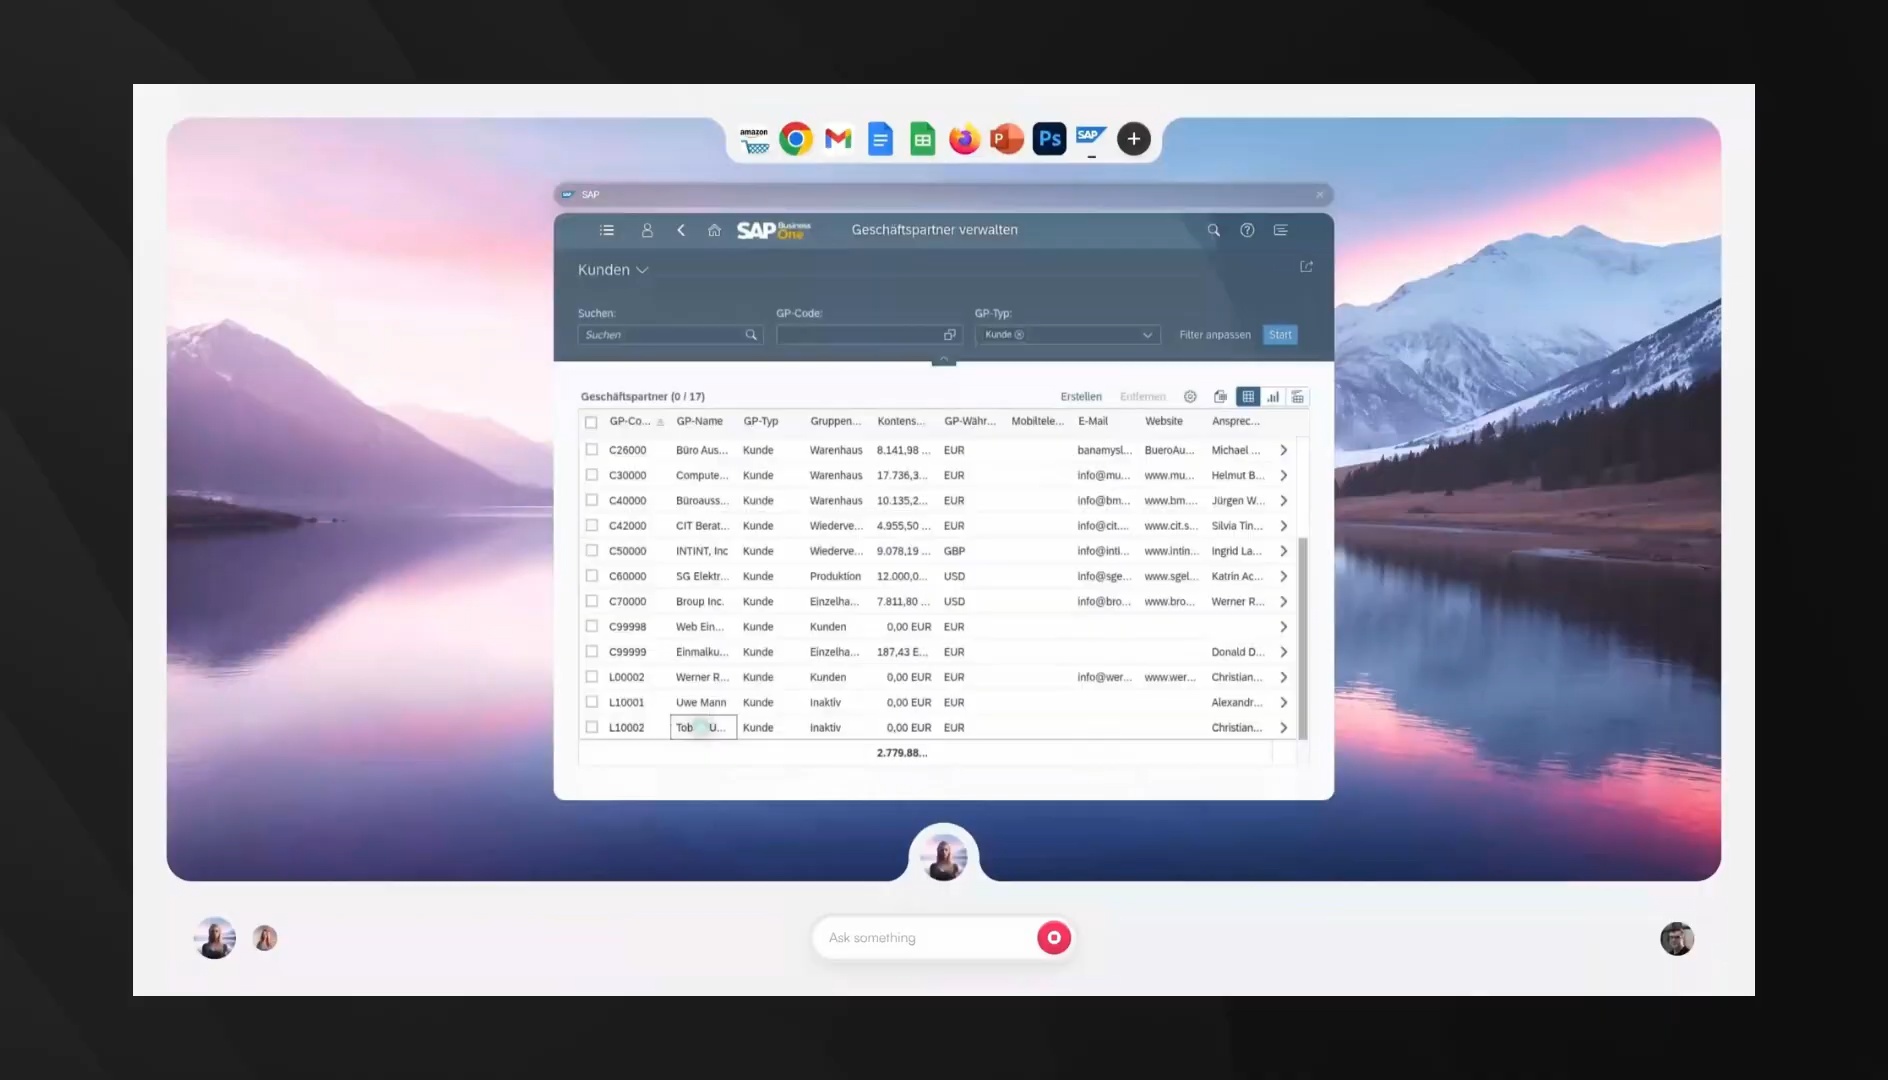 amazon
P
Ps
SAP
SAP
SAP Business One
Geschäftspartner verwalten
Kunden
Suchen: GP-Code: GP-Typ:
Suchen Kunde Filter anpassen Start
Geschäftspartner (0 / 17) Erstellen Entfernen
GP-Co... GP-Name GP-Typ Gruppen... Kontens... GP-Währ... Mobiltele... E-Mail Website Ansprec...
C26000 Büro Aus... Kunde Warenhaus 8.141,98 ... EUR banamysl... BueroAu... Michael ...
C30000 Compute... Kunde Warenhaus 17.736,3... EUR info@mu... www.mu... Helmut B...
C40000 Büroauss... Kunde Warenhaus 10.135,2... EUR info@bm... www.bm.... Jürgen W...
C42000 CIT Berat... Kunde Wiederve... 4.955,50 ... EUR info@cit.... www.cit.s... Silvia Tin...
C50000 INTINT, Inc Kunde Wiederve... 9.078,19 ... GBP info@inti... www.intin... Ingrid La...
C60000 SG Elektr... Kunde Produktion 12.000,0... USD info@sge... www.sgel... Katrin Ac...
C70000 Broup Inc. Kunde Einzelha... 7.811,80 ... USD info@bro... www.bro... Werner R...
C99998 Web Ein... Kunde Kunden 0,00 EUR EUR
C99999 Einmalku... Kunde Einzelha... 187,43 E... EUR Donald D...
L00002 Werner R... Kunde Kunden 0,00 EUR EUR info@wer... www.wer... Christian...
L10001 Uwe Mann Kunde Inaktiv 0,00 EUR EUR Alexandr...
L10002 Tob U... Kunde Inaktiv 0,00 EUR EUR Christian...
2.779.88...
Ask something